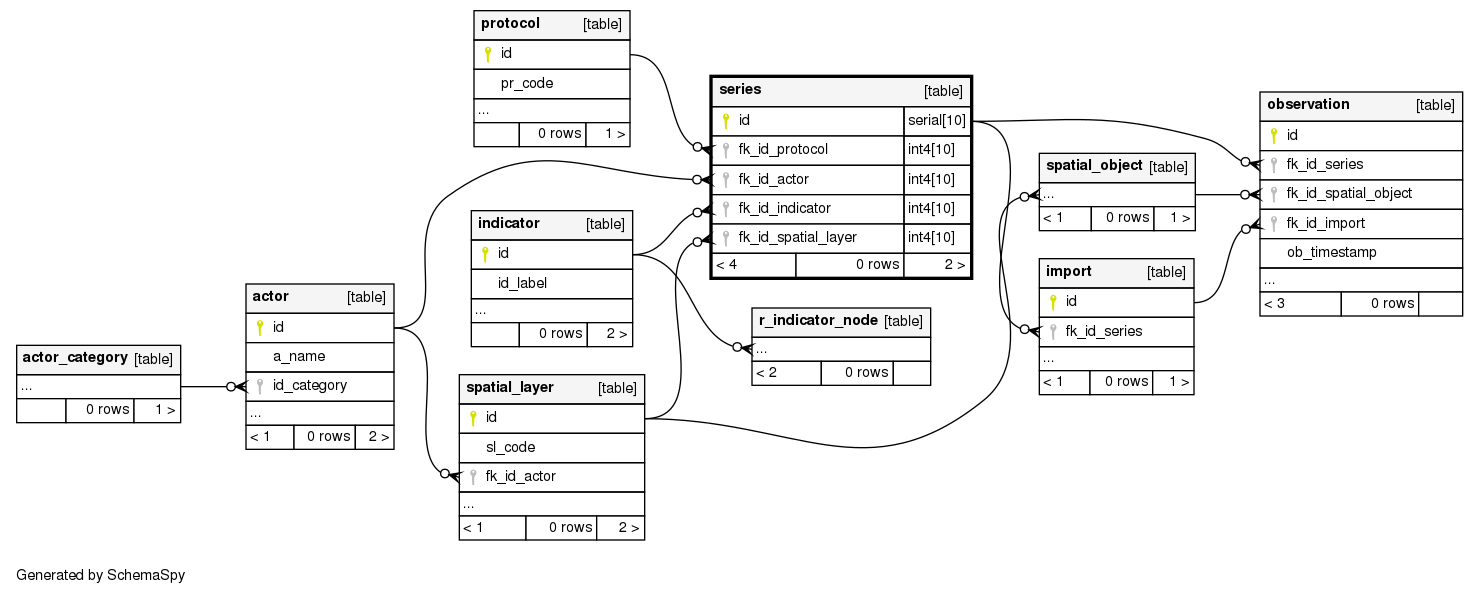 protocol [table]
id
pr_code
...
0 rows 1 >
series [table]
id serial[10]
fk_id_protocol int4[10]
fk_id_actor int4[10]
fk_id_indicator int4[10]
fk_id_spatial_layer int4[10]
< 4 0 rows 2 >
observation [table]
id
fk_id_series
fk_id_spatial_object
fk_id_import
ob_timestamp
...
< 3 0 rows
spatial_object [table]
...
< 1 0 rows 1 >
indicator [table]
id
id_label
...
0 rows 2 >
import [table]
id
fk_id_series
...
< 1 0 rows 1 >
actor [table]
id
a_name
id_category
...
< 1 0 rows 2 >
r_indicator_node [table]
...
< 2 0 rows
actor_category [table]
...
0 rows 1 >
spatial_layer [table]
id
sl_code
fk_id_actor
...
< 1 0 rows 2 >
Generated by SchemaSpy